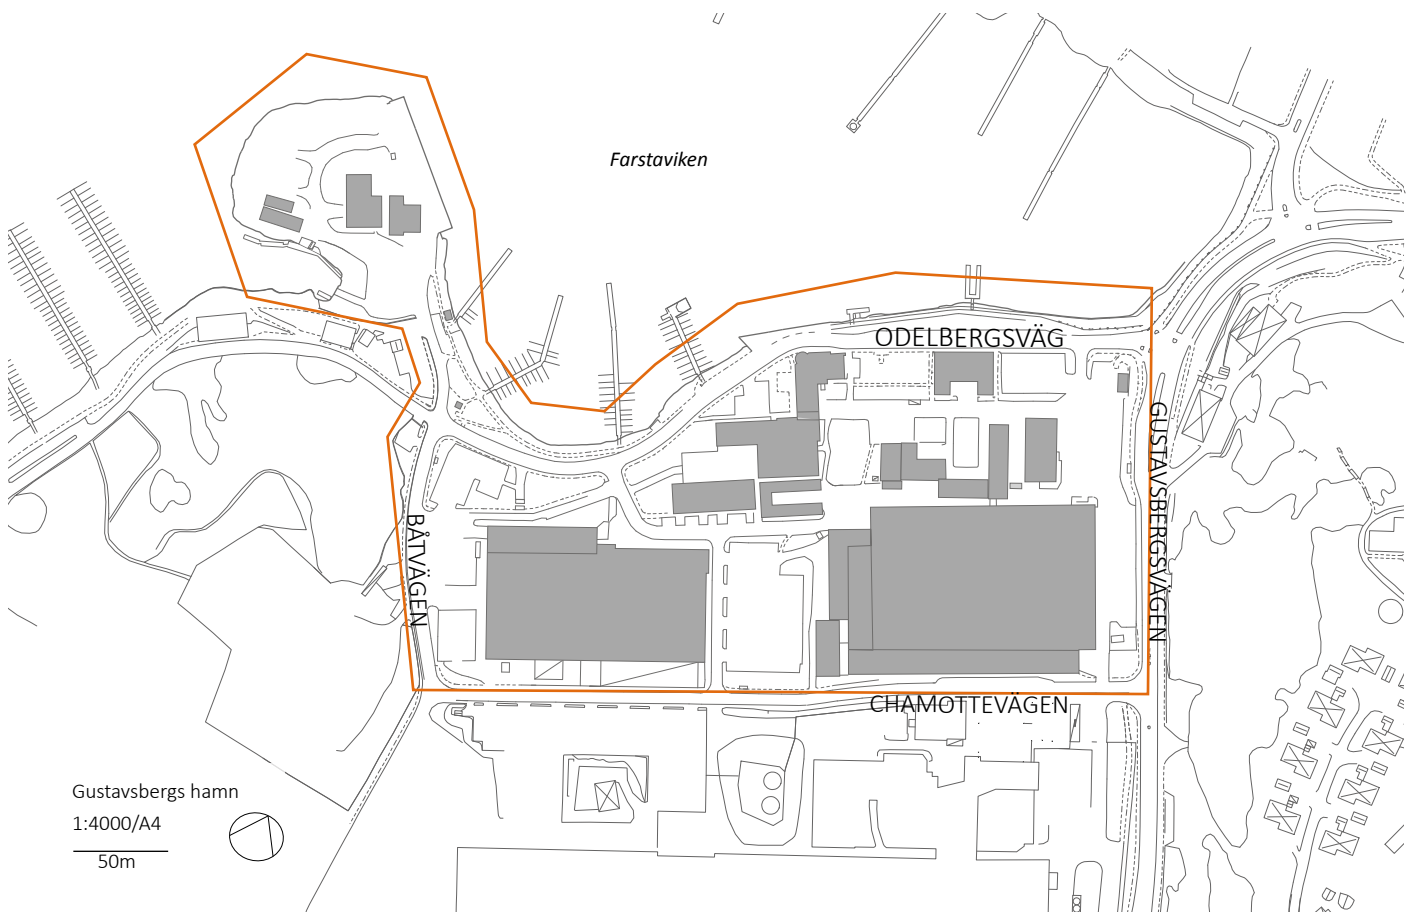 Farstaviken
ODELBERGSVÄG
GUSTAVSBERGSVÄGEN
BÅTVÄGEN
CHAMOTTEVÄGEN
Gustavsbergs hamn
1:4000/A4
50m